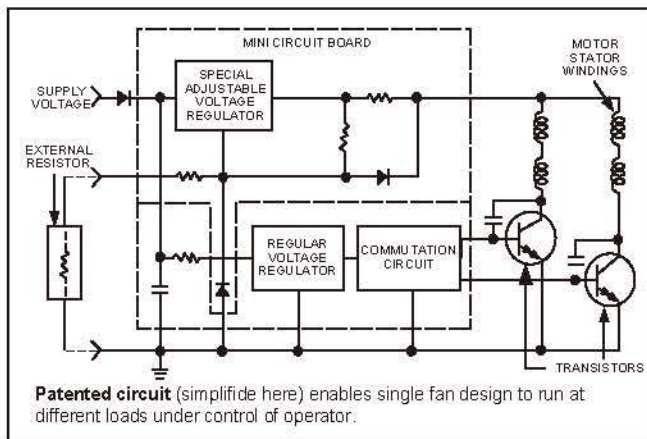 MINI CIRCUIT BOARD
MOTOR
STATOR
WINDINGS
SUPPLY
VOLTAGE
SPECIAL
ADJUSTABLE
VOLTAGE
REGULATOR
EXTERNAL
RESISTOR
REGULAR
VOLTAGE
REGULATOR
COMMUTATION
CIRCUIT
TRANSISTORS
Patented circuit (simplifide here) enables single fan design to run at
different loads under control of operator.